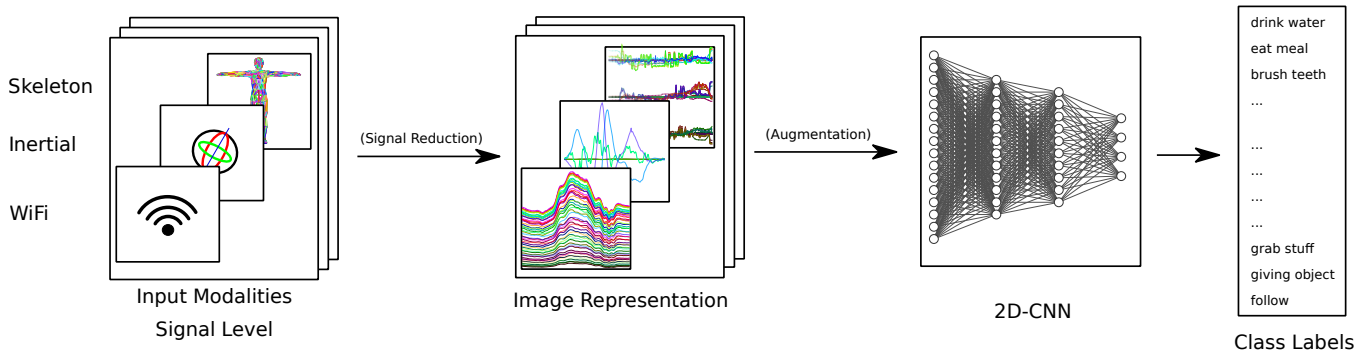 Skeleton
Inertial
WiFi
Input Modalities
Signal Level
(Signal Reduction)
Image Representation
(Augmentation)
2D-CNN
drink water
eat meal
brush teeth
...
...
...
...
...
grab stuff
giving object
follow
Class Labels